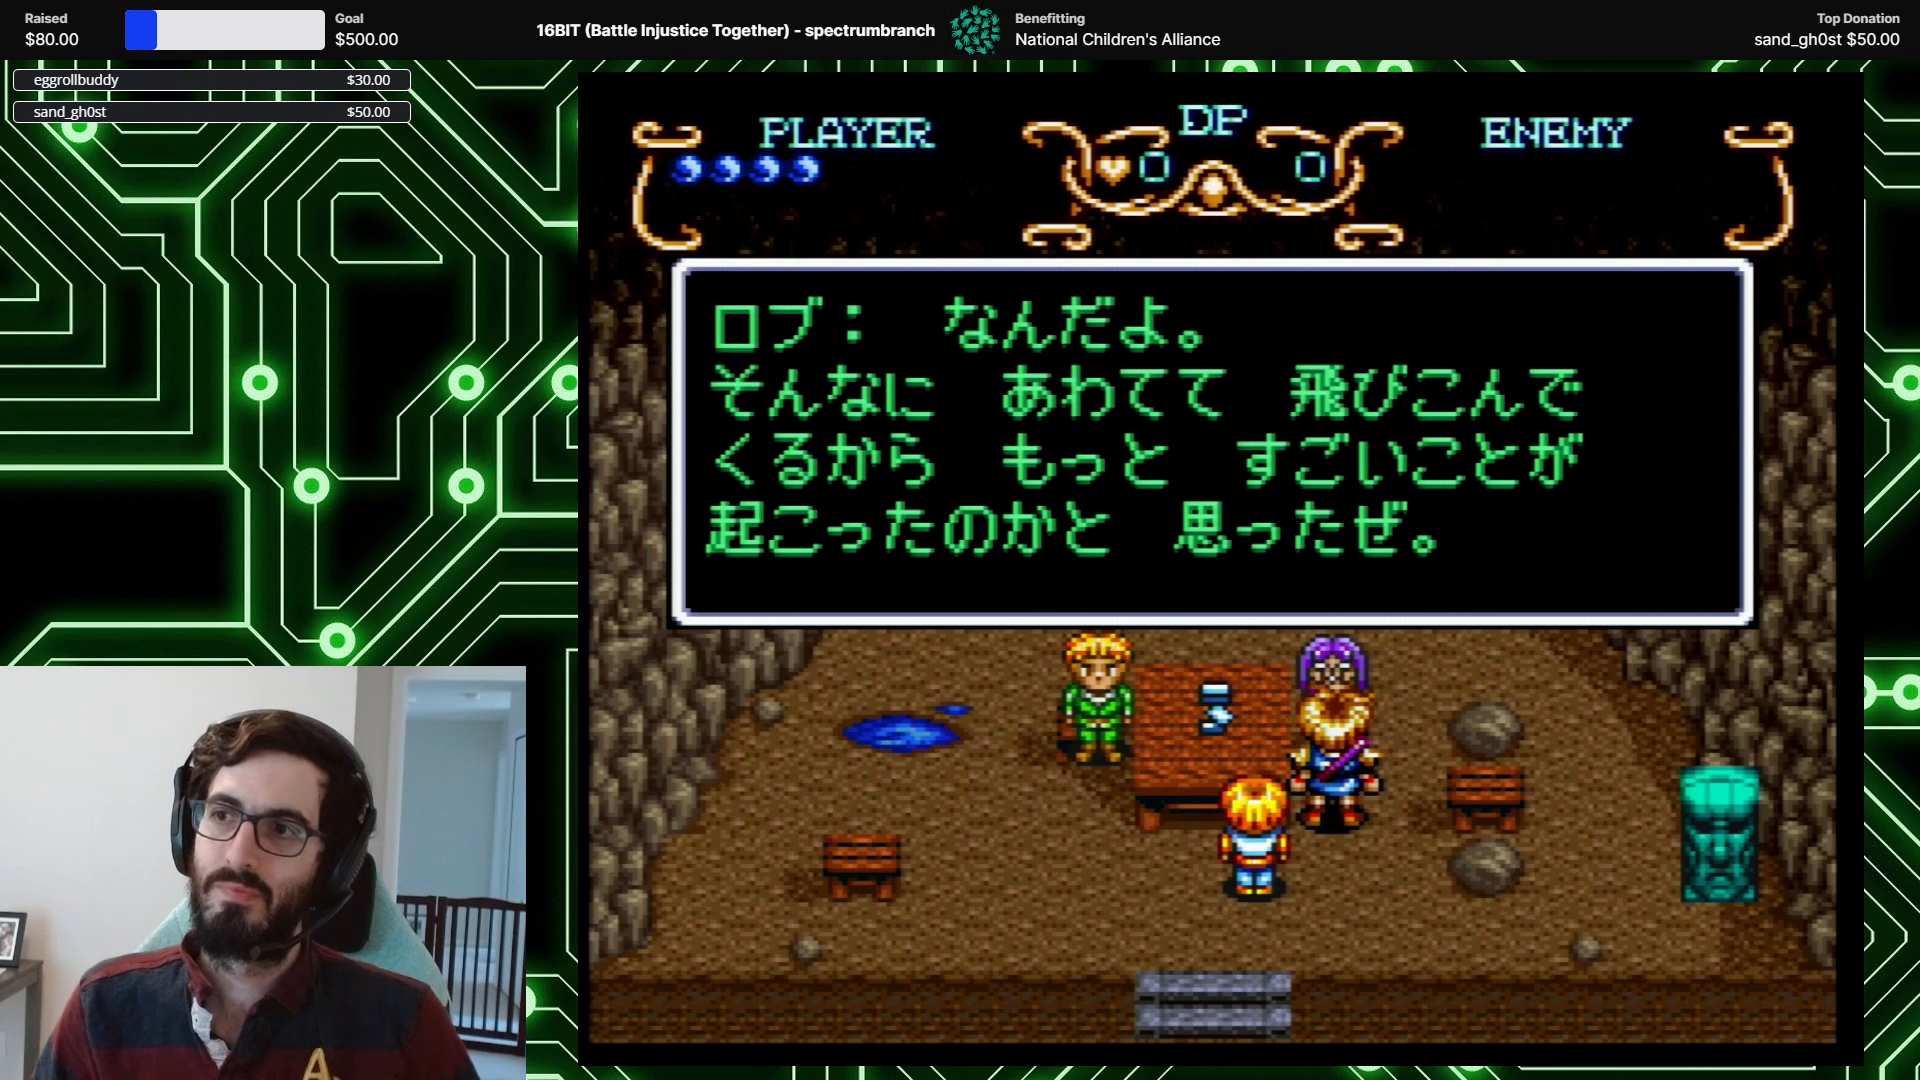 Raised
$80.00
Goal
$500.00
16BIT (Battle Injustice Together) - spectrumbranch
Benefitting
National Children's Alliance
Top Donation
sand_gh0st $50.00
eggrollbuddy $30.00
sand_gh0st $50.00
PLAYER DP ENEMY
0 0
ロブ： なんだよ。
そんなに あわてて 飛びこんで
くるから もっと すごいことが
起こったのかと 思ったぜ。
A